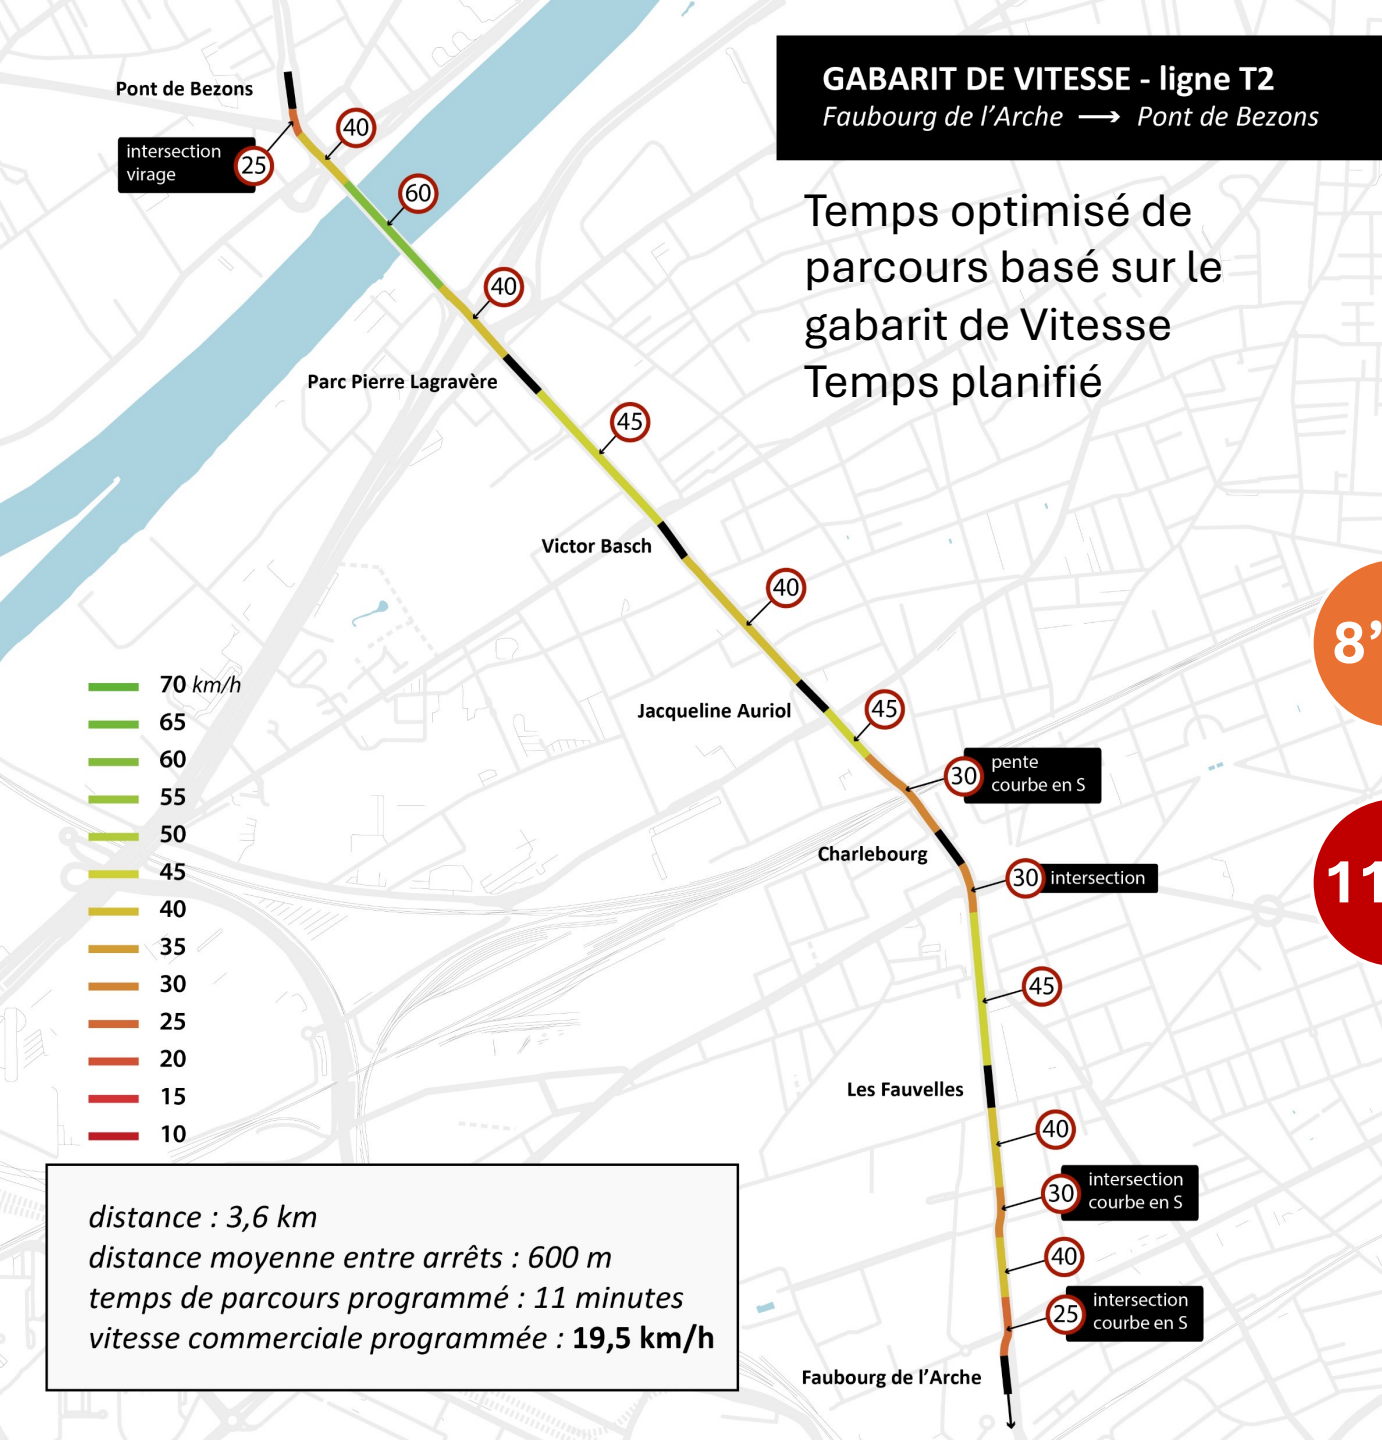 GABARIT DE VITESSE - ligne T2
Faubourg de l'Arche ⟶ Pont de Bezons
Temps optimisé de
parcours basé sur le
gabarit de Vitesse
Temps planifié
Pont de Bezons
intersection
virage
25
40
60
40
Parc Pierre Lagravère
45
Victor Basch
40
8’
Jacqueline Auriol
45
30
pente
courbe en S
Charlebourg
30
intersection
11
45
Les Fauvelles
40
30
intersection
courbe en S
40
25
intersection
courbe en S
Faubourg de l’Arche
70 km/h
65
60
55
50
45
40
35
30
25
20
15
10
distance : 3,6 km
distance moyenne entre arrêts : 600 m
temps de parcours programmé : 11 minutes
vitesse commerciale programmée : 19,5 km/h